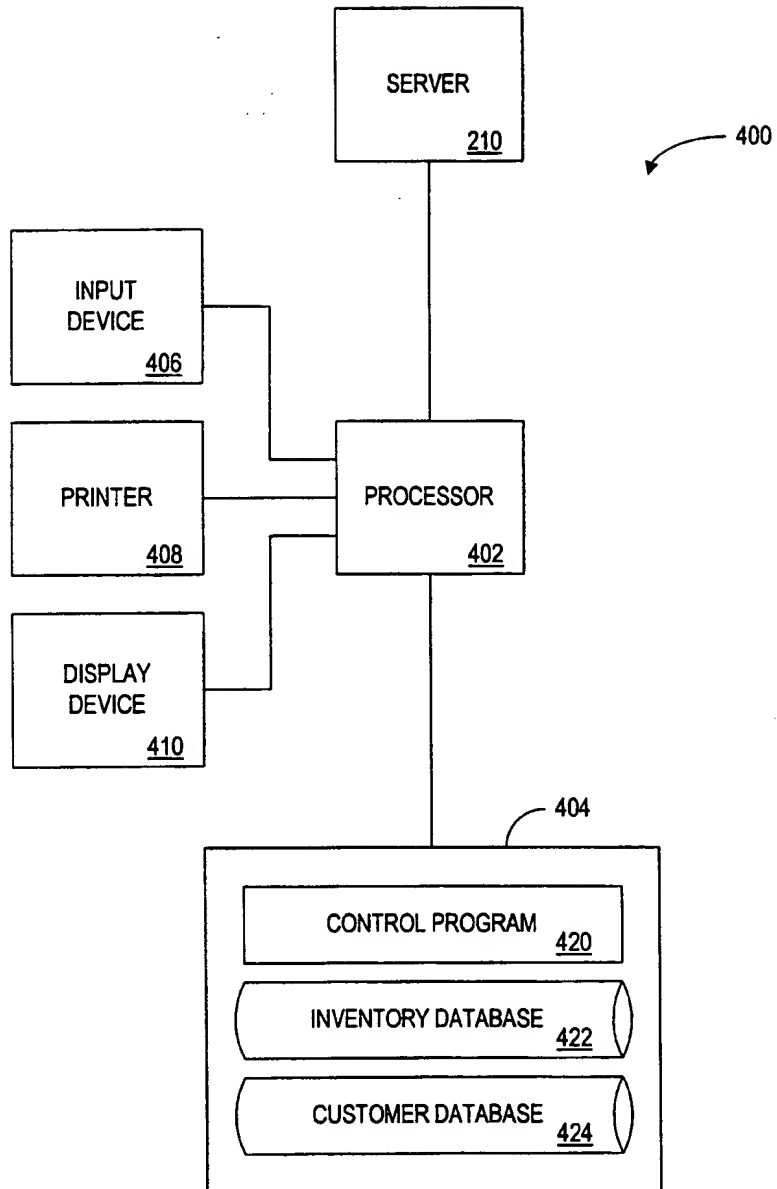 SERVER
210
400
INPUT
DEVICE
406
PRINTER
408
PROCESSOR
402
DISPLAY
DEVICE
410
404
CONTROL PROGRAM
420
INVENTORY DATABASE
422
CUSTOMER DATABASE
424